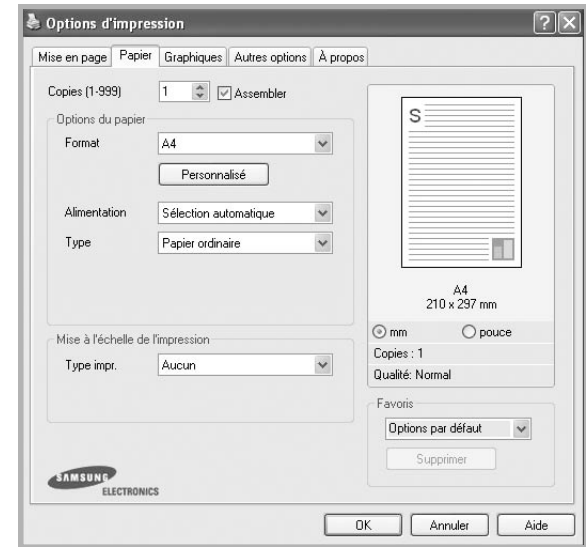 Options d'impression
Mise en page Papier Graphiques Autres options À propos
Copies (1-999) 1 Assembler
Options du papier
Format A4
Personnalisé
Alimentation Sélection automatique
Type Papier ordinaire
Mise à l'échelle de l'impression
Type impr. Aucun
SAMSUNG
ELECTRONICS
S
A4
210 x 297 mm
mm pouce
Copies : 1
Qualité: Normal
Favoris
Options par défaut
Supprimer
OK Annuler Aide